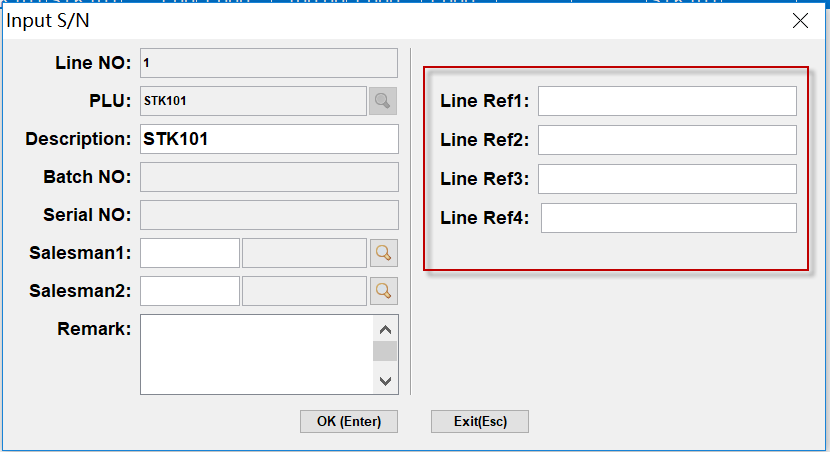 Input S/N
Line NO: 1
PLU: STK101
Description: STK101
Batch NO:
Serial NO:
Salesman1:
Salesman2:
Remark:
Line Ref1:
Line Ref2:
Line Ref3:
Line Ref4:
OK (Enter)
Exit(Esc)